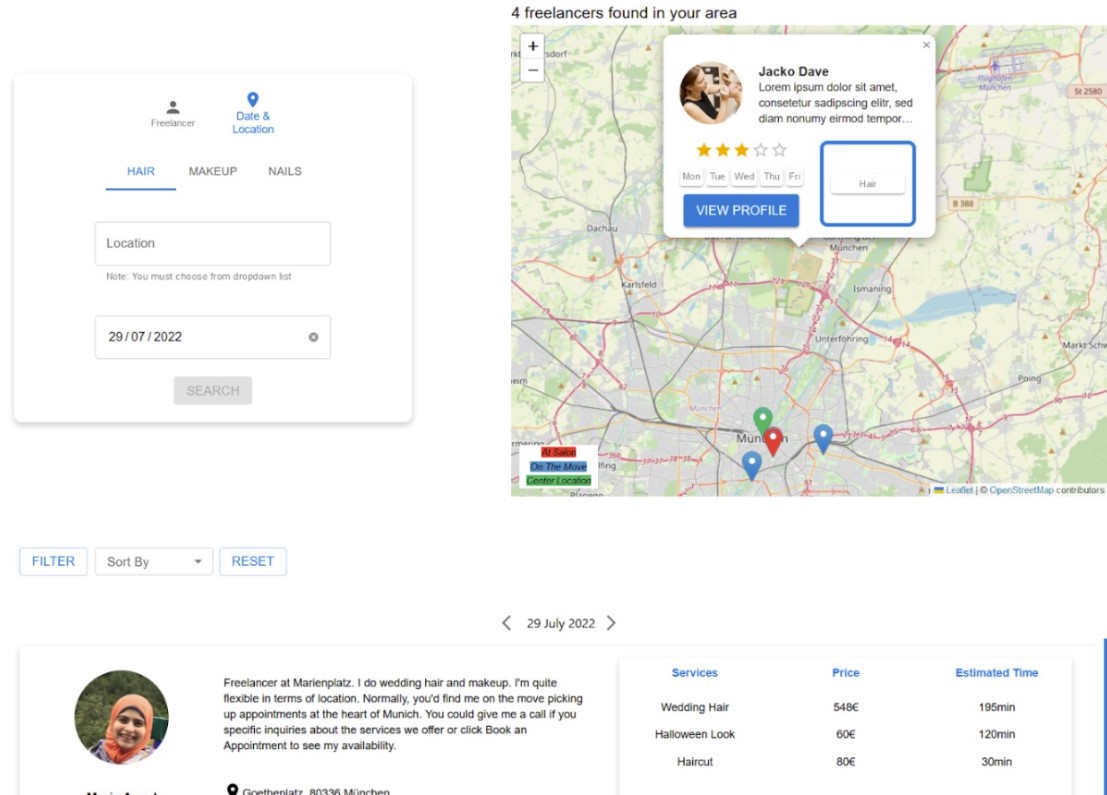 4 freelancers found in your area
Freelancer
Date &
Location
HAIR MAKEUP NAILS
Location
Note: You must choose from dropdown list
29 / 07 / 2022
SEARCH
+
−
Jacko Dave
Lorem ipsum dolor sit amet,
consetetur sadipscing elitr, sed
diam nonumy eirmod tempor...
Mon Tue Wed Thu Fri
VIEW PROFILE
Hair
Flughafen
München
St 2580
B 388
Dachau
München
Karlsfeld
Ismaning
Unterföhring
Markt Schw
Poing
München
At Salon
On The Move
Center Location
Leaflet | © OpenStreetMap contributors
FILTER Sort By RESET
29 July 2022
Freelancer at Marienplatz. I do wedding hair and makeup. I'm quite
flexible in terms of location. Normally, you'd find me on the move picking
up appointments at the heart of Munich. You could give me a call if you
specific inquiries about the services we offer or click Book an
Appointment to see my availability.
Goetheplatz, 80336 München
Services Price Estimated Time
Wedding Hair 548€ 195min
Halloween Look 60€ 120min
Haircut 80€ 30min